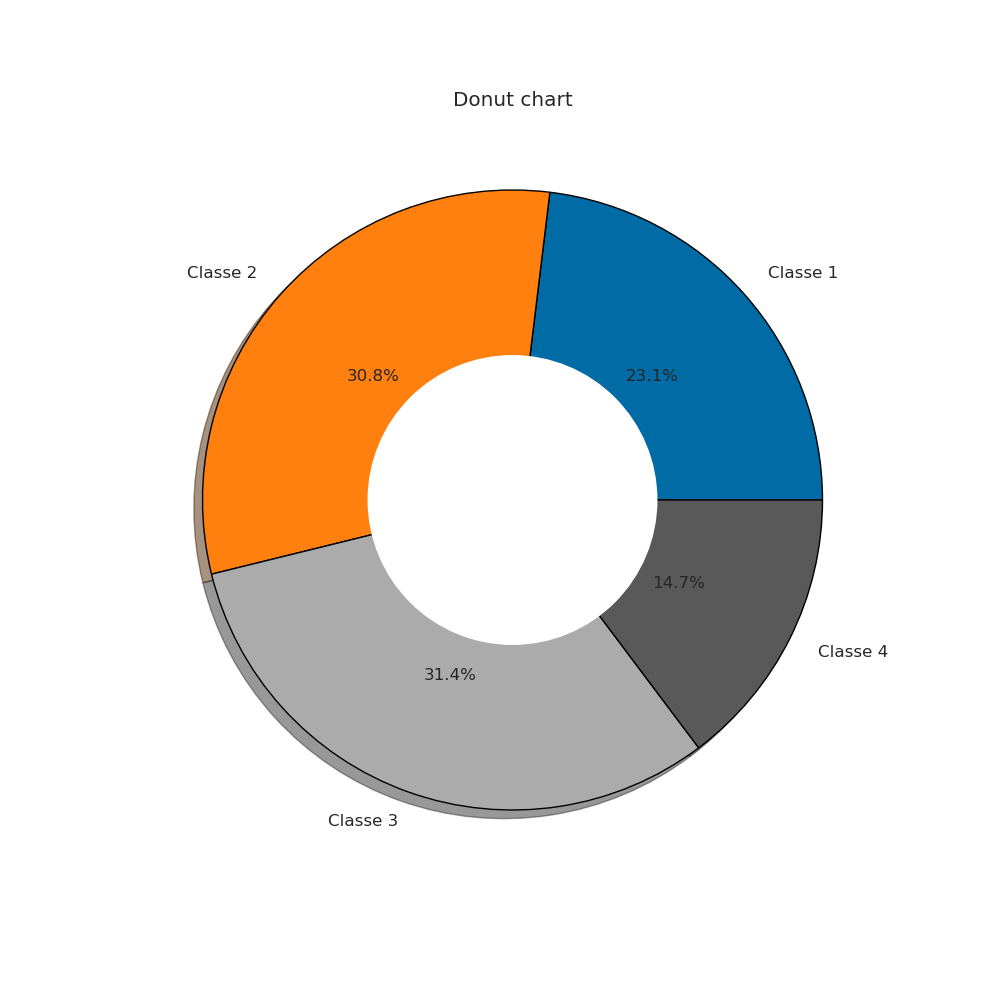 Donut chart
Classe 2
Classe 1
30.8%
23.1%
14.7%
Classe 4
31.4%
Classe 3